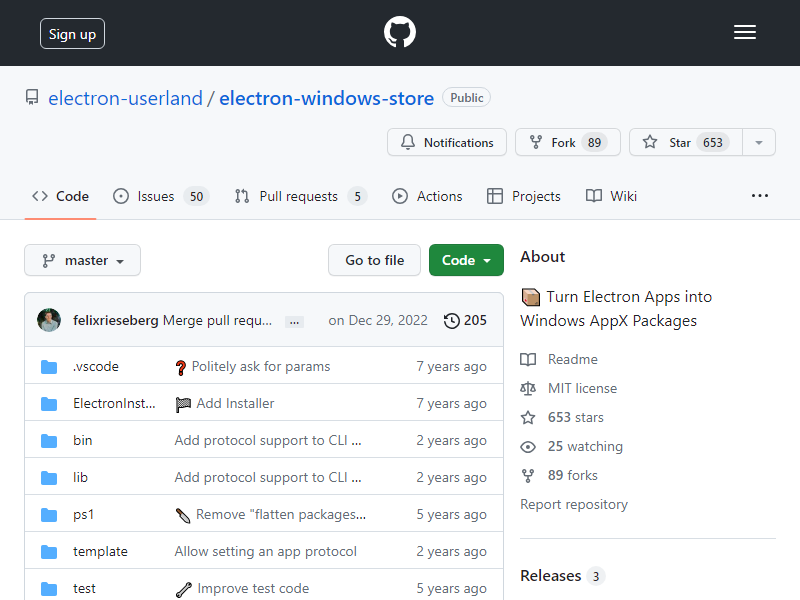 Sign up
electron-userland / electron-windows-store Public
Notifications Fork 89 Star 653
Code Issues 50 Pull requests 5 Actions Projects Wiki ...
master Go to file Code
felixrieseberg Merge pull requ... ... on Dec 29, 2022 205
.vscode ❓ Politely ask for params 7 years ago
ElectronInst... 🏁 Add Installer 7 years ago
bin Add protocol support to CLI ... 2 years ago
lib Add protocol support to CLI ... 2 years ago
ps1 🔪 Remove "flatten packages... 5 years ago
template Allow setting an app protocol 2 years ago
test 🔧 Improve test code 5 years ago
About
📦 Turn Electron Apps into
Windows AppX Packages
Readme
MIT license
653 stars
25 watching
89 forks
Report repository
Releases 3